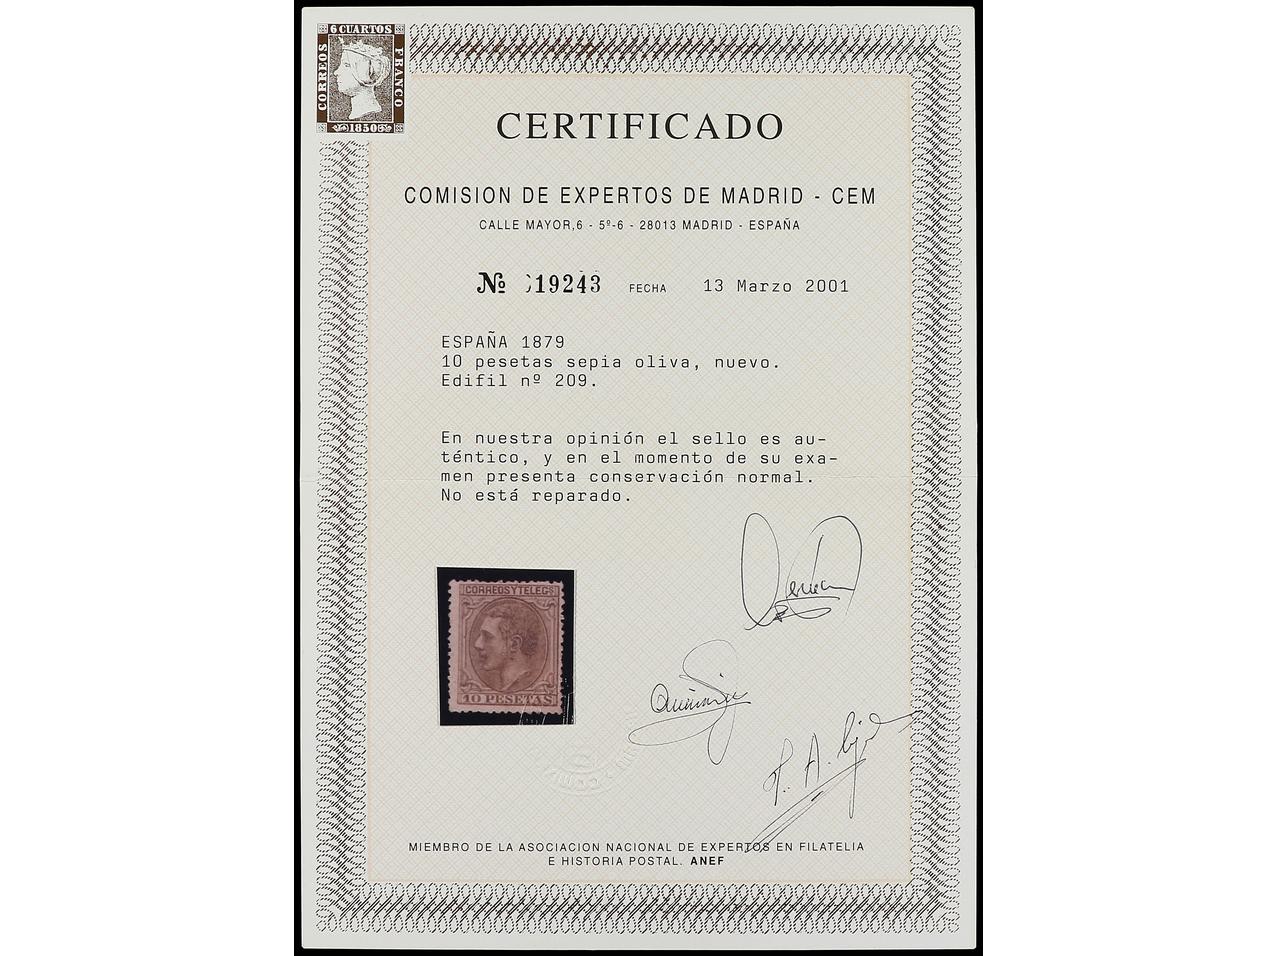 6 CUARTOS
CORREOS
FRANCO
1850
CERTIFICADO
COMISION DE EXPERTOS DE MADRID - CEM
CALLE MAYOR,6 - 5º-6 - 28013 MADRID - ESPAÑA
Nº 19243 FECHA 13 Marzo 2001
ESPAÑA 1879
10 pesetas sepia oliva, nuevo.
Edifil nº 209.
En nuestra opinión el sello es au-
téntico, y en el momento de su exa-
men presenta conservación normal.
No está reparado.
CORREOS Y TELEGS
10 PESETAS
MIEMBRO DE LA ASOCIACION NACIONAL DE EXPERTOS EN FILATELIA
E HISTORIA POSTAL. ANEF